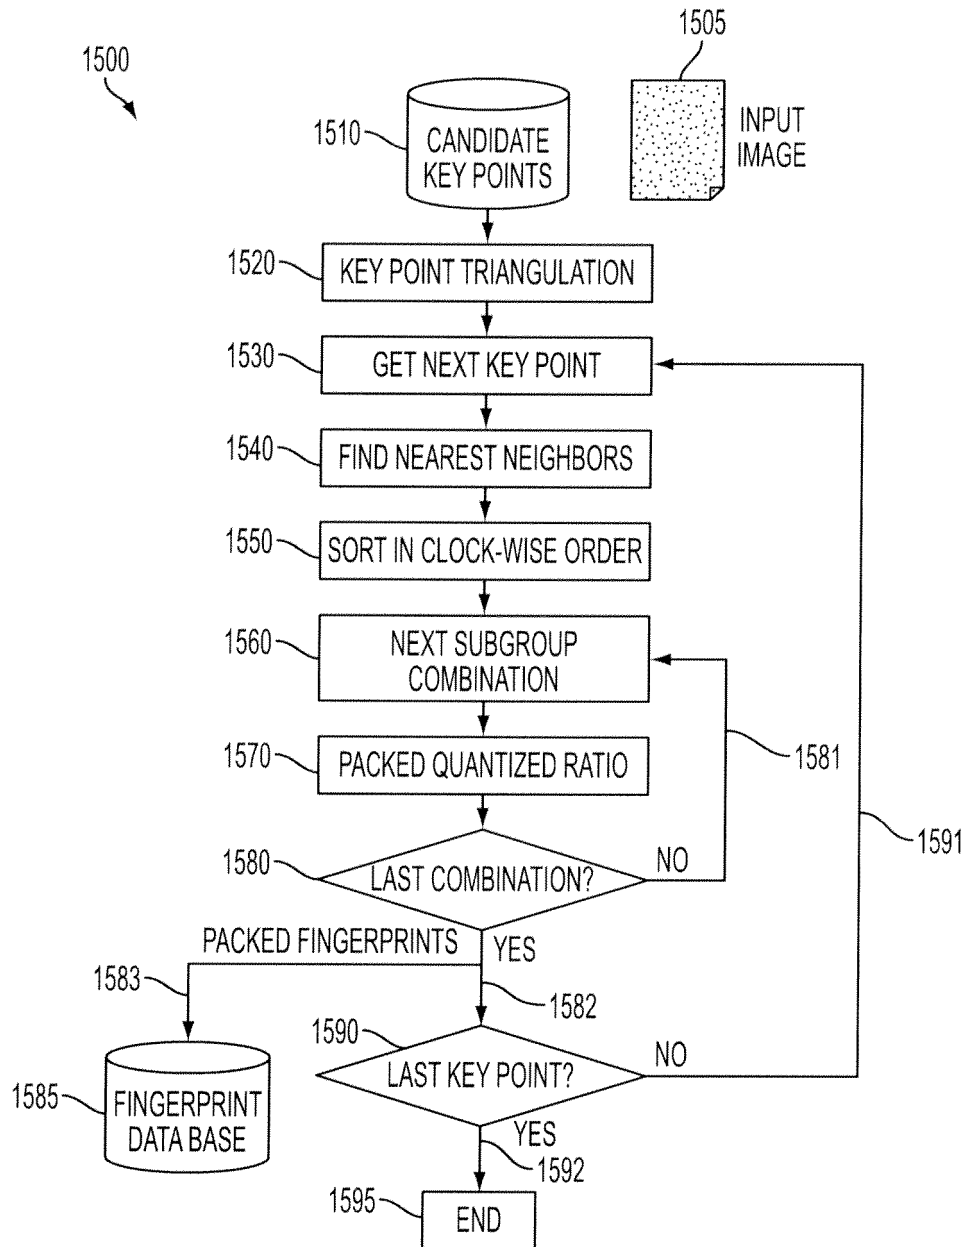 1500
1505
1510
CANDIDATE
KEY POINTS
INPUT
IMAGE
1520
KEY POINT TRIANGULATION
1530
GET NEXT KEY POINT
1540
FIND NEAREST NEIGHBORS
1550
SORT IN CLOCK-WISE ORDER
1560
NEXT SUBGROUP
COMBINATION
1570
PACKED QUANTIZED RATIO
1581
1591
1580
LAST COMBINATION?
NO
PACKED FINGERPRINTS
YES
1583
1582
1590
LAST KEY POINT?
NO
1585
FINGERPRINT
DATA BASE
YES
1592
1595
END